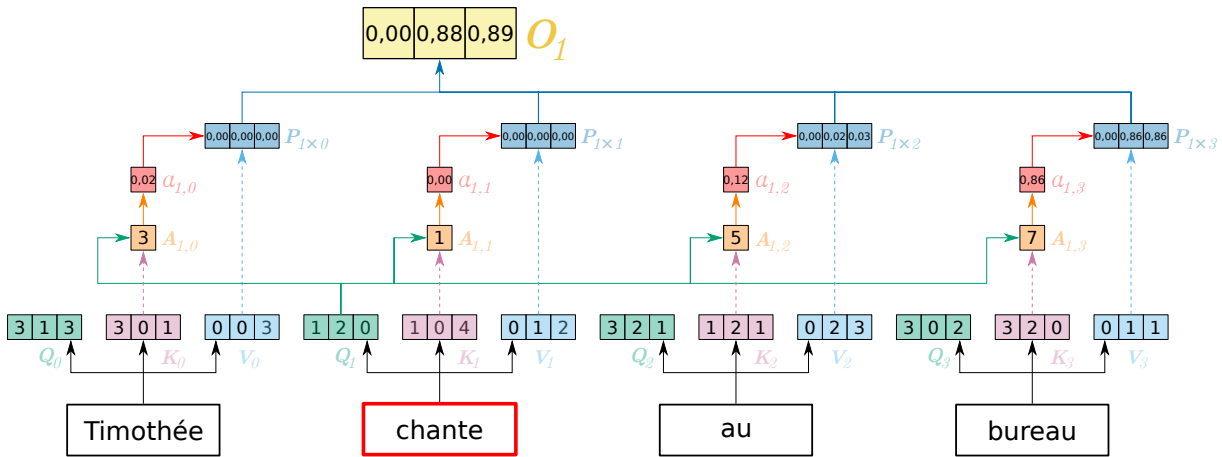 0,00 0,88 0,89 O1
0,00 0,00 0,00 P1×0 0,00 0,00 0,00 P1×1 0,00 0,02 0,03 P1×2 0,00 0,86 0,86 P1×3
0,02 a1,0 0,00 a1,1 0,12 a1,2 0,86 a1,3
3 A1,0 1 A1,1 5 A1,2 7 A1,3
3 1 3 3 0 1 0 0 3 1 2 0 1 0 4 0 1 2 3 2 1 1 2 1 0 2 3 3 0 2 3 2 0 0 1 1
Q0 K0 V0 Q1 K1 V1 Q2 K2 V2 Q3 K3 V3
Timothée chante au bureau